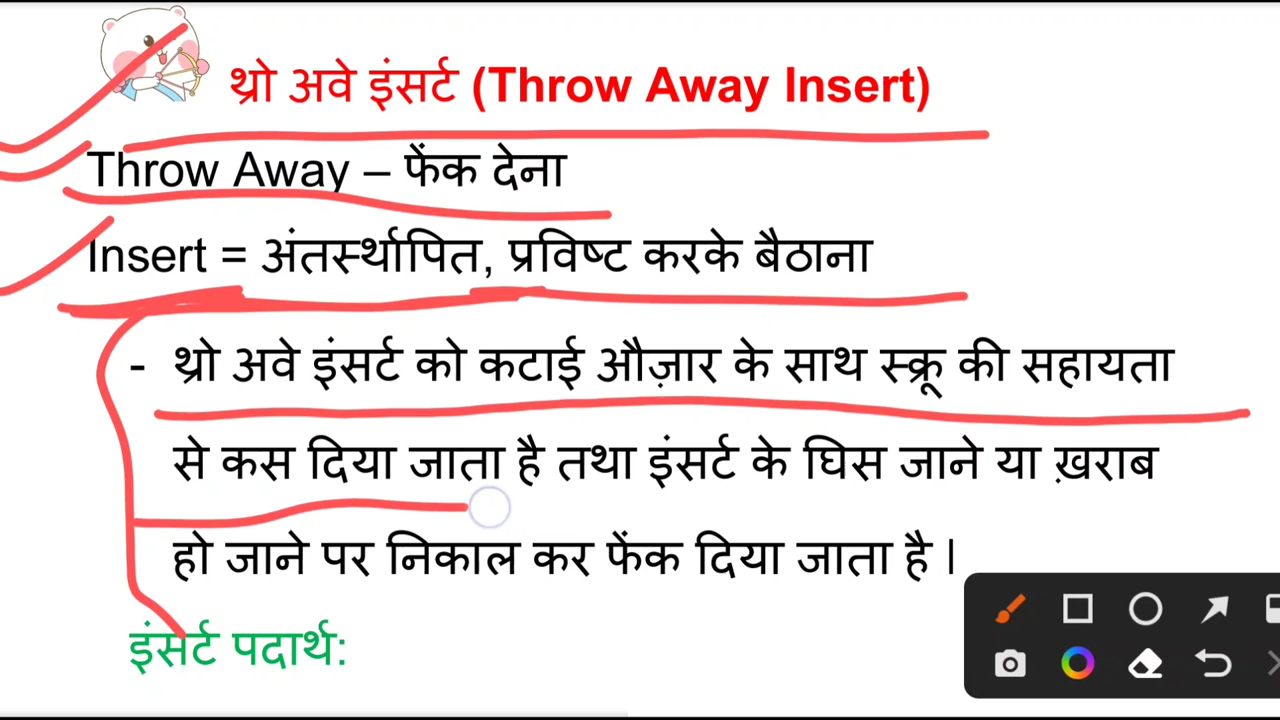 थ्रो अवे इंसर्ट (Throw Away Insert)
Throw Away – फेंक देना
Insert = अंतर्स्थापित, प्रविष्ट करके बैठाना
- थ्रो अवे इंसर्ट को कटाई औज़ार के साथ स्क्रू की सहायता
से कस दिया जाता है तथा इंसर्ट के घिस जाने या ख़राब
हो जाने पर निकाल कर फेंक दिया जाता है |
इंसर्ट पदार्थ: